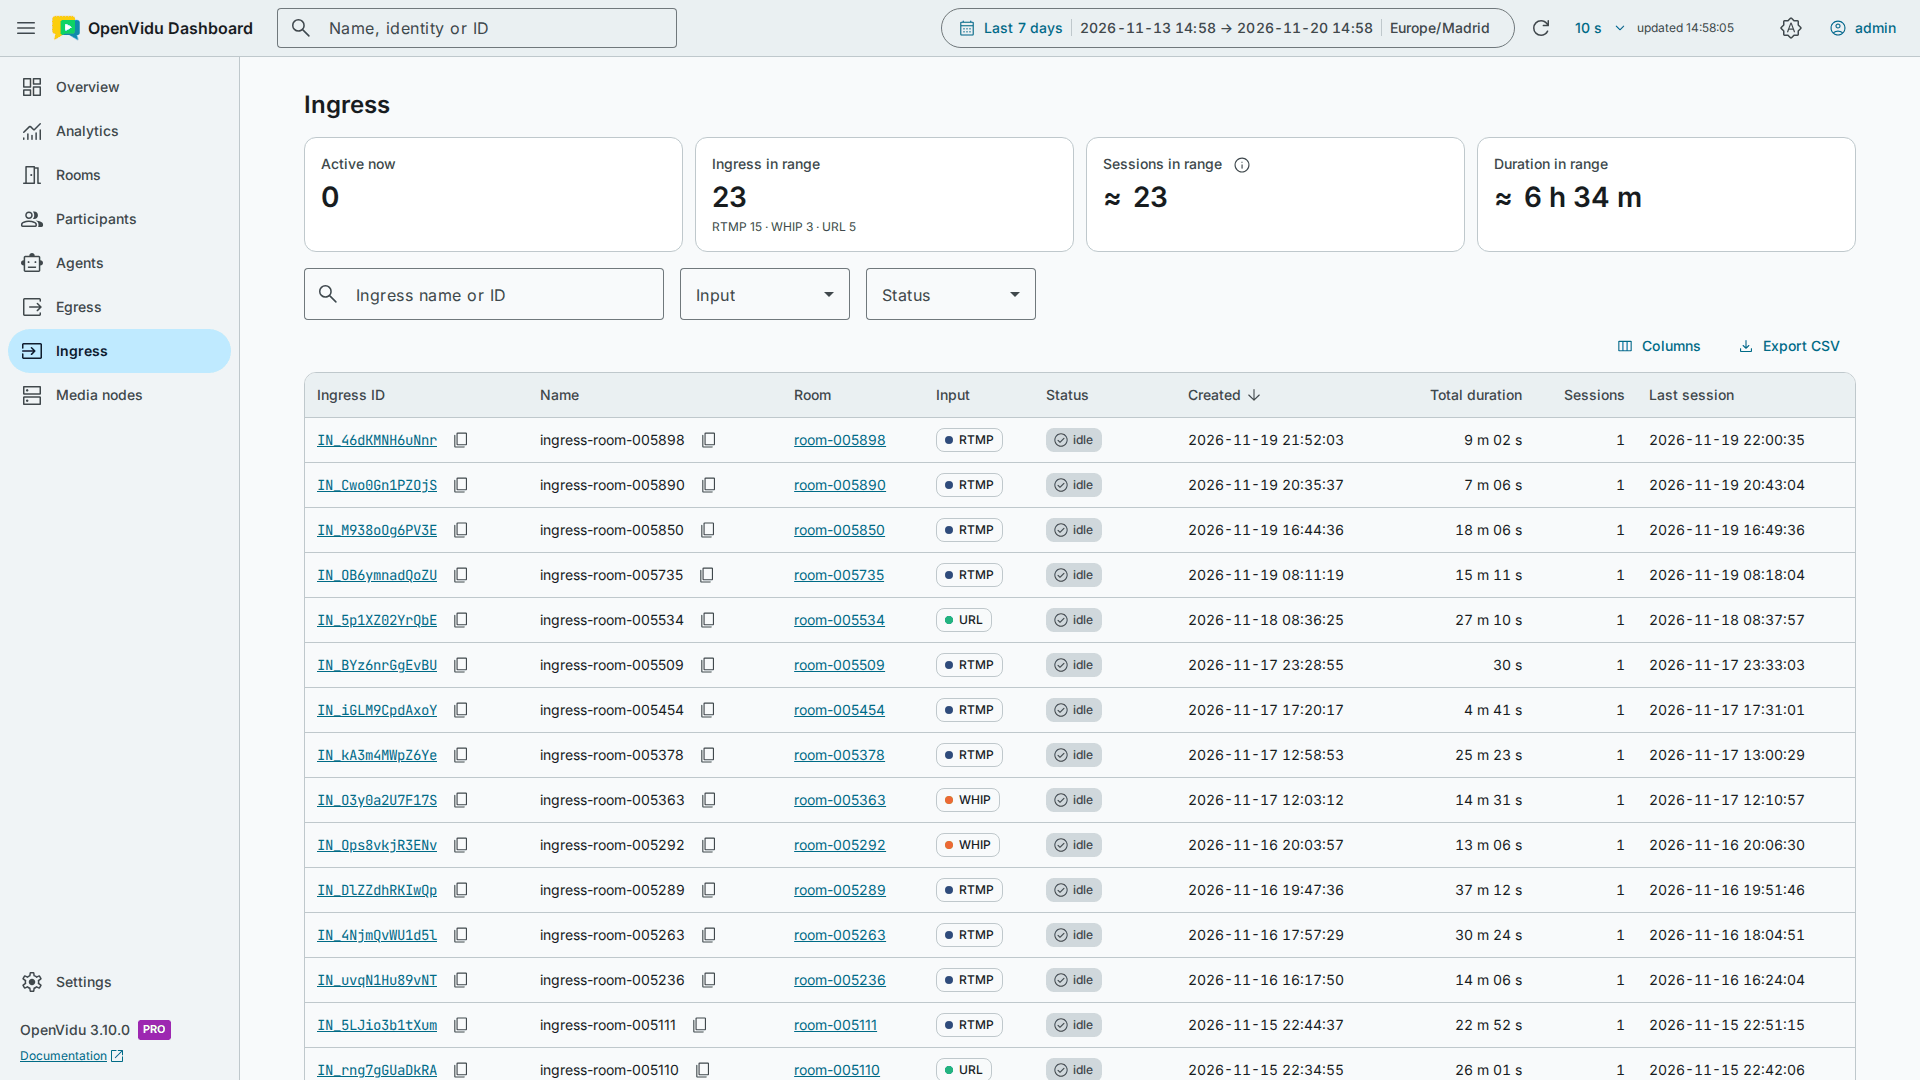 OpenVidu Dashboard
Name, identity or ID
Last 7 days 2026-11-13 14:58 → 2026-11-20 14:58 Europe/Madrid
10 s updated 14:58:05
admin
Overview
Analytics
Rooms
Participants
Agents
Egress
Ingress
Media nodes
Settings
OpenVidu 3.10.0 PRO
Documentation
Ingress
Active now
0
Ingress in range
23
RTMP 15 · WHIP 3 · URL 5
Sessions in range
≈ 23
Duration in range
≈ 6 h 34 m
Ingress name or ID
Input
Status
Columns
Export CSV
Ingress ID Name Room Input Status Created Total duration Sessions Last session
IN_46dKMNH6uNnr ingress-room-005898 room-005898 RTMP idle 2026-11-19 21:52:03 9 m 02 s 1 2026-11-19 22:00:35
IN_Cwo0Gn1PZOjS ingress-room-005890 room-005890 RTMP idle 2026-11-19 20:35:37 7 m 06 s 1 2026-11-19 20:43:04
IN_M938oOg6PV3E ingress-room-005850 room-005850 RTMP idle 2026-11-19 16:44:36 18 m 06 s 1 2026-11-19 16:49:36
IN_OB6ymnadQoZU ingress-room-005735 room-005735 RTMP idle 2026-11-19 08:11:19 15 m 11 s 1 2026-11-19 08:18:04
IN_5p1XZ02YrQbE ingress-room-005534 room-005534 URL idle 2026-11-18 08:36:25 27 m 10 s 1 2026-11-18 08:37:57
IN_BYz6nrGgEvBU ingress-room-005509 room-005509 RTMP idle 2026-11-17 23:28:55 30 s 1 2026-11-17 23:33:03
IN_iGLM9CpdAxoY ingress-room-005454 room-005454 RTMP idle 2026-11-17 17:20:17 4 m 41 s 1 2026-11-17 17:31:01
IN_kA3m4MWpZ6Ye ingress-room-005378 room-005378 RTMP idle 2026-11-17 12:58:53 25 m 23 s 1 2026-11-17 13:00:29
IN_O3y0a2U7F17S ingress-room-005363 room-005363 WHIP idle 2026-11-17 12:03:12 14 m 31 s 1 2026-11-17 12:10:57
IN_Ops8vkjR3ENv ingress-room-005292 room-005292 WHIP idle 2026-11-16 20:03:57 13 m 06 s 1 2026-11-16 20:06:30
IN_DlZZdhRKIwQp ingress-room-005289 room-005289 RTMP idle 2026-11-16 19:47:36 37 m 12 s 1 2026-11-16 19:51:46
IN_4NjmQvWU1d5l ingress-room-005263 room-005263 RTMP idle 2026-11-16 17:57:29 30 m 24 s 1 2026-11-16 18:04:51
IN_uvqN1Hu89vNT ingress-room-005236 room-005236 RTMP idle 2026-11-16 16:17:50 14 m 06 s 1 2026-11-16 16:24:04
IN_5LJio3b1tXum ingress-room-005111 room-005111 RTMP idle 2026-11-15 22:44:37 22 m 52 s 1 2026-11-15 22:51:15
IN_rng7gGUaDkRA ingress-room-005110 room-005110 URL idle 2026-11-15 22:34:55 26 m 01 s 1 2026-11-15 22:42:06